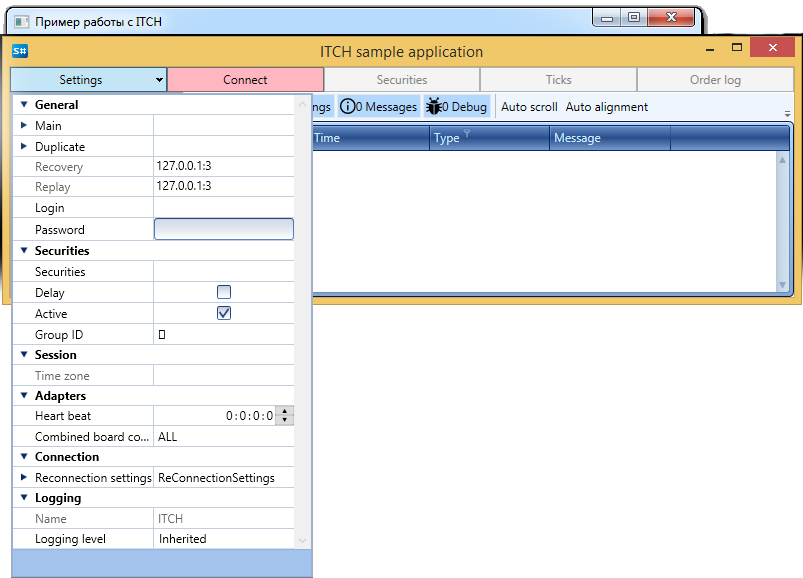 Пример работы с ITCH
S# ITCH sample application
Settings Connect Securities Ticks Order log
ngs 0 Messages 0 Debug Auto scroll Auto alignment
Time Type Message
General
Main
Duplicate
Recovery 127.0.0.1:3
Replay 127.0.0.1:3
Login
Password
Securities
Securities
Delay
Active
Group ID
Session
Time zone
Adapters
Heart beat 0:0:0:0
Combined board co... ALL
Connection
Reconnection settings ReConnectionSettings
Logging
Name ITCH
Logging level Inherited